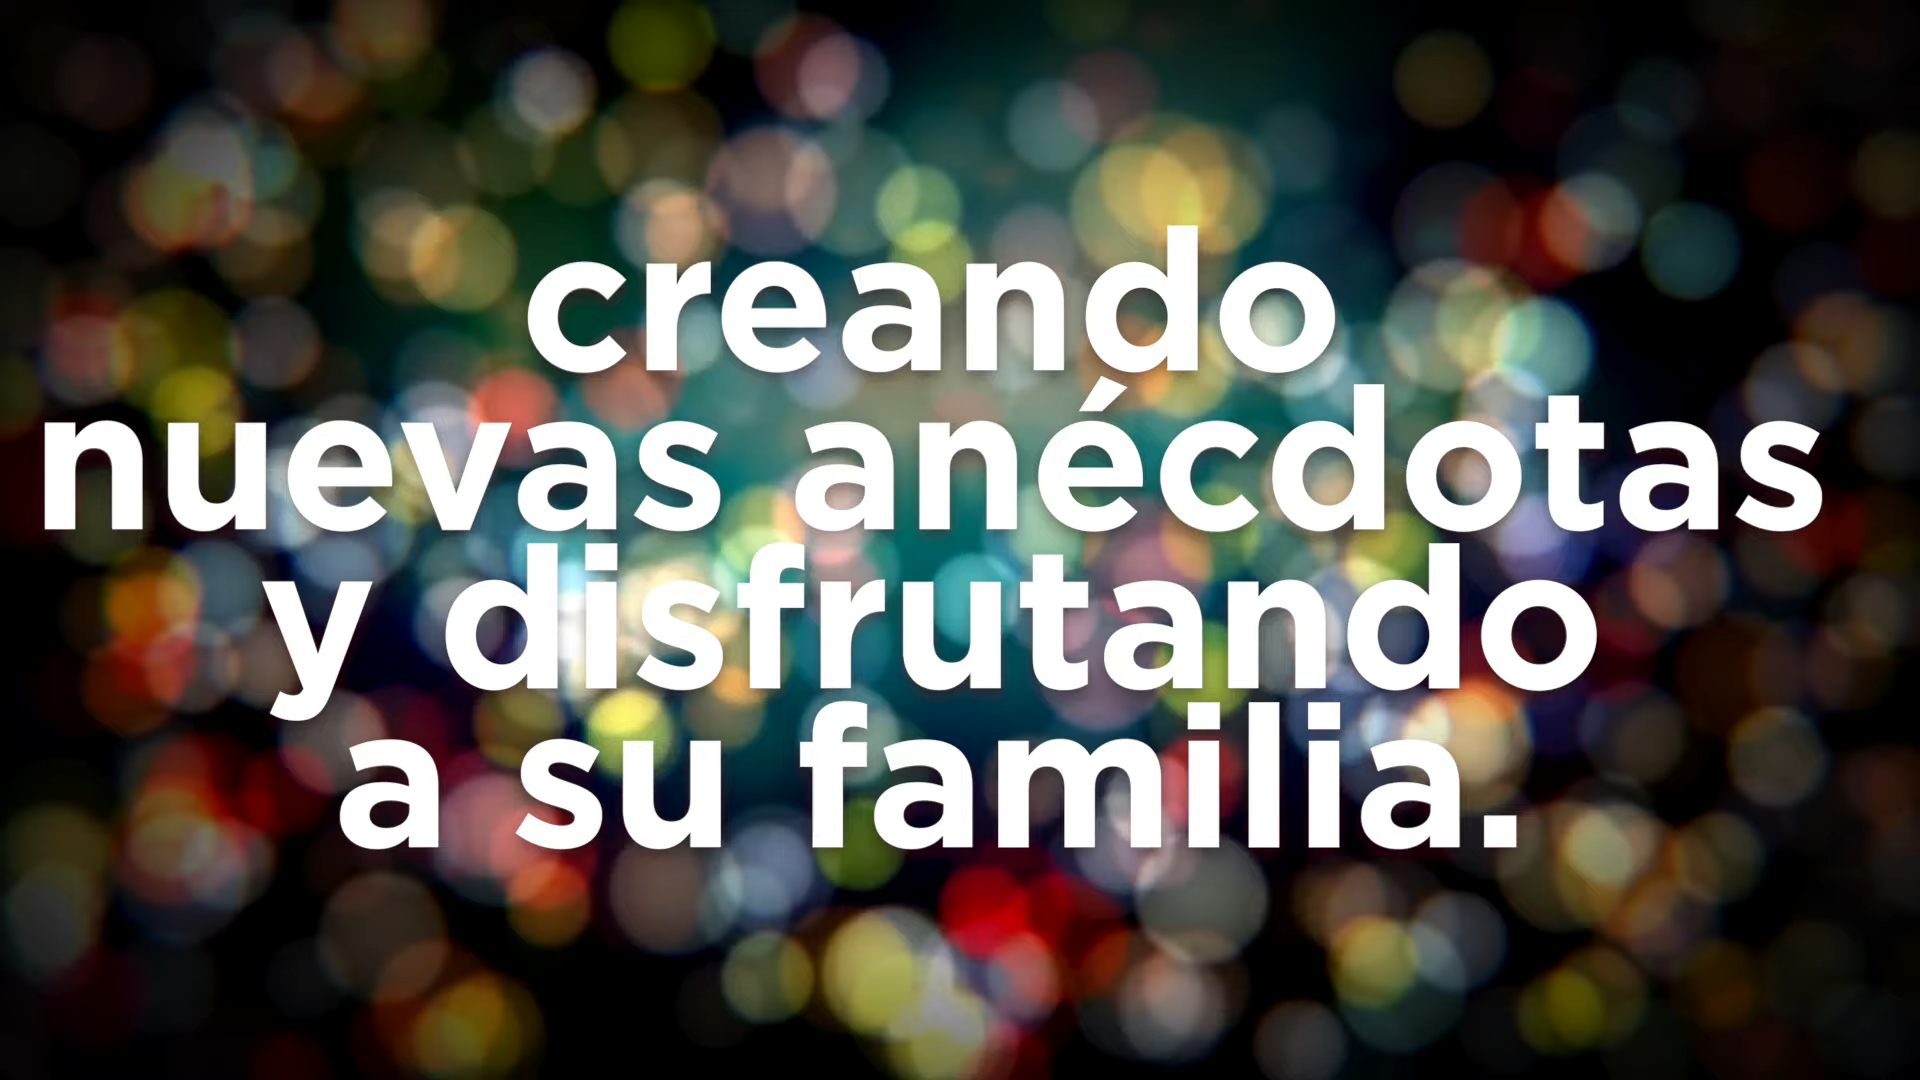 creando
nuevas anécdotas
y disfrutando
a su familia.